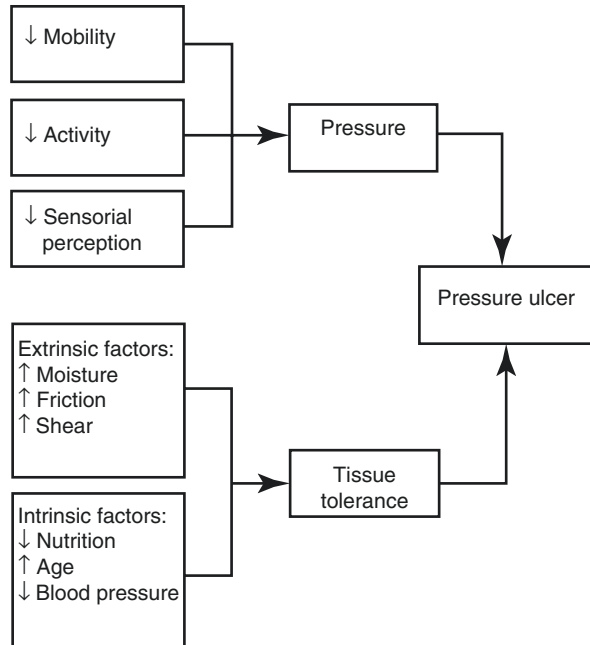 ↓ Mobility
↓ Activity
↓ Sensorial
perception
Pressure
Pressure ulcer
Extrinsic factors:
↑ Moisture
↑ Friction
↑ Shear
Intrinsic factors:
↓ Nutrition
↑ Age
↓ Blood pressure
Tissue
tolerance